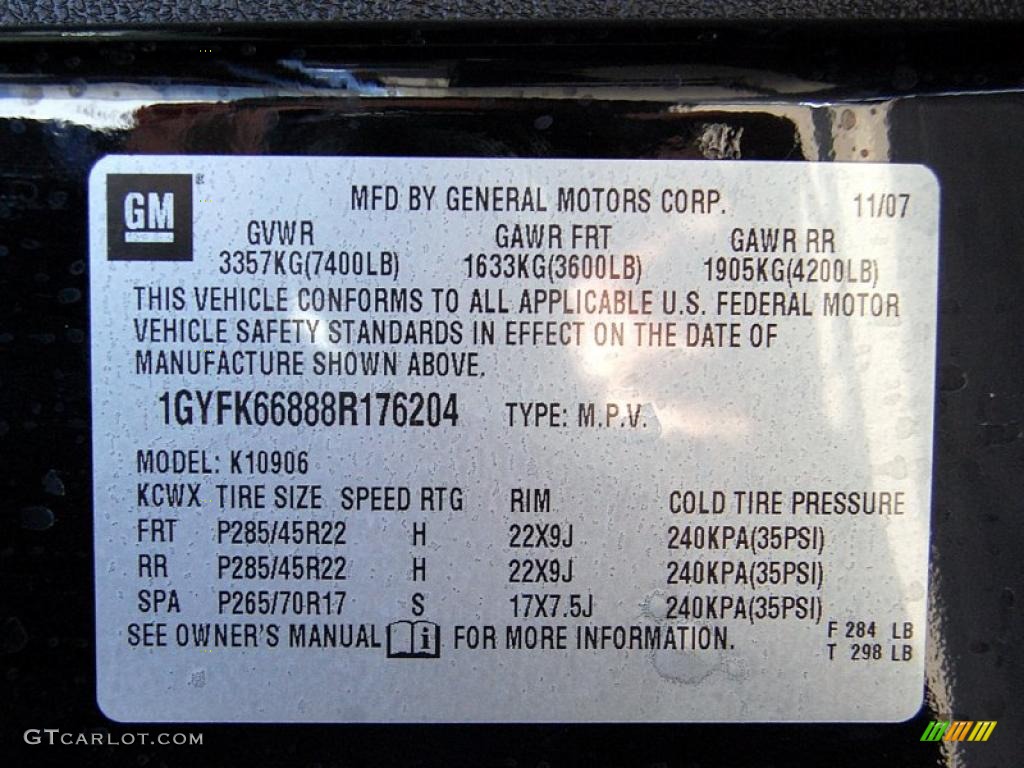 GM
MFD BY GENERAL MOTORS CORP. 11/07
GVWR GAWR FRT GAWR RR
3357KG(7400LB) 1633KG(3600LB) 1905KG(4200LB)
THIS VEHICLE CONFORMS TO ALL APPLICABLE U.S. FEDERAL MOTOR
VEHICLE SAFETY STANDARDS IN EFFECT ON THE DATE OF
MANUFACTURE SHOWN ABOVE.
1GYFK66888R176204 TYPE: M.P.V.
MODEL: K10906
KCWX TIRE SIZE SPEED RTG RIM COLD TIRE PRESSURE
FRT P285/45R22 H 22X9J 240KPA(35PSI)
RR P285/45R22 H 22X9J 240KPA(35PSI)
SPA P265/70R17 S 17X7.5J 240KPA(35PSI)
SEE OWNER'S MANUAL i FOR MORE INFORMATION.
F 284 LB
T 298 LB
GTCARLOT.COM